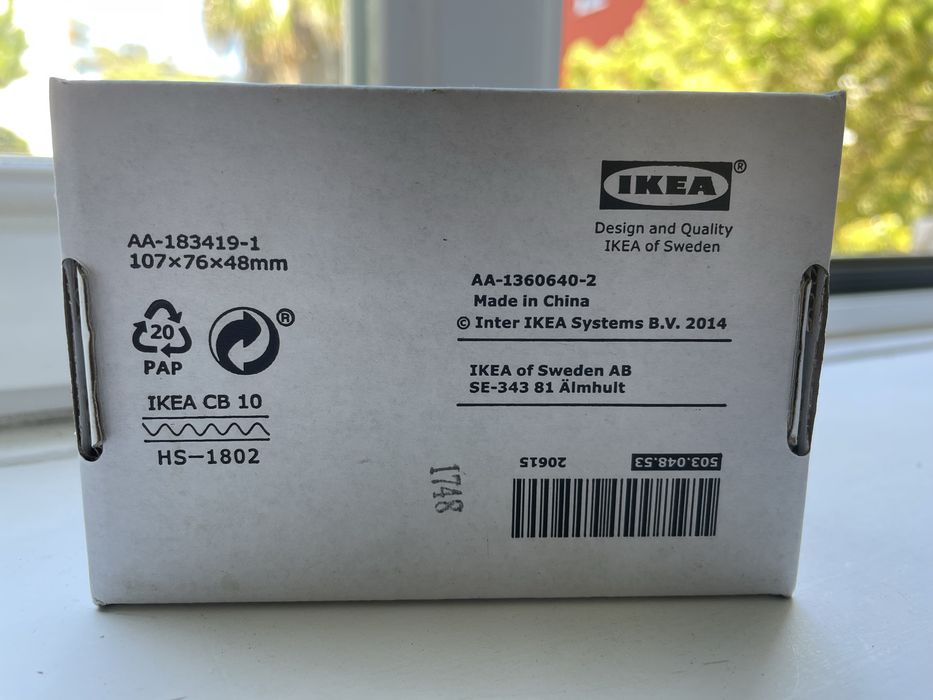 IKEA®
Design and Quality
IKEA of Sweden
AA-183419-1
107×76×48mm
20
PAP
®
IKEA CB 10
HS-1802
AA-1360640-2
Made in China
© Inter IKEA Systems B.V. 2014
IKEA of Sweden AB
SE-343 81 Älmhult
1748
503.048.53 20615